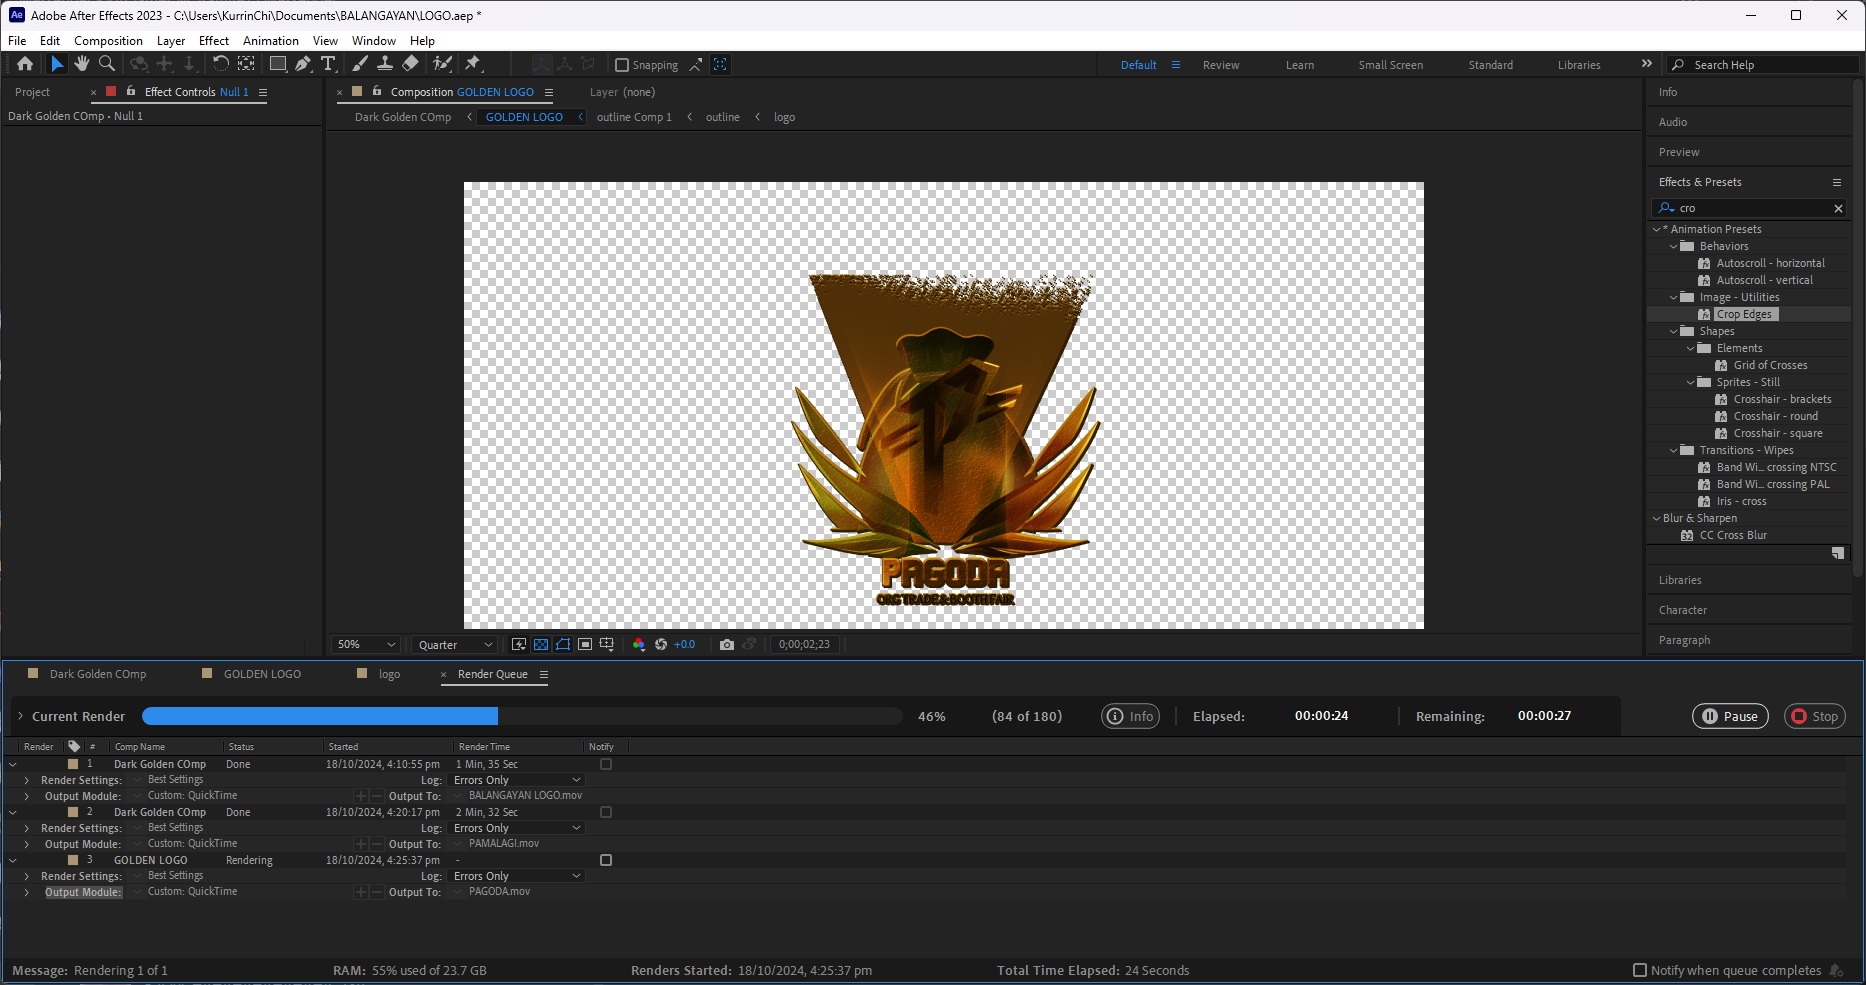 Ae Adobe After Effects 2023 - C:\Users\KurrinChi\Documents\BALANGAYAN\LOGO.aep *
File Edit Composition Layer Effect Animation View Window Help
Snapping Default Review Learn Small Screen Standard Libraries Search Help
Project Effect Controls Null 1
Dark Golden COmp • Null 1
Composition GOLDEN LOGO Layer (none)
Dark Golden COmp GOLDEN LOGO outline Comp 1 outline logo
PAGODA
ORG TRADE & BOOTH FAIR
50% Quarter +0.0 0;00;02;23
Info
Audio
Preview
Effects & Presets
cro
* Animation Presets
Behaviors
Autoscroll - horizontal
Autoscroll - vertical
Image - Utilities
Crop Edges
Shapes
Elements
Grid of Crosses
Sprites - Still
Crosshair - brackets
Crosshair - round
Crosshair - square
Transitions - Wipes
Band Wi... crossing NTSC
Band Wi... crossing PAL
Iris - cross
Blur & Sharpen
32 CC Cross Blur
Libraries
Character
Paragraph
Dark Golden COmp GOLDEN LOGO logo Render Queue
Current Render 46% (84 of 180) Info Elapsed: 00:00:24 Remaining: 00:00:27 Pause Stop
Render # Comp Name Status Started Render Time Notify
1 Dark Golden COmp Done 18/10/2024, 4:10:55 pm 1 Min, 35 Sec
Render Settings: Best Settings Log: Errors Only
Output Module: Custom: QuickTime Output To: BALANGAYAN LOGO.mov
2 Dark Golden COmp Done 18/10/2024, 4:20:17 pm 2 Min, 32 Sec
Render Settings: Best Settings Log: Errors Only
Output Module: Custom: QuickTime Output To: PAMALAGI.mov
3 GOLDEN LOGO Rendering 18/10/2024, 4:25:37 pm -
Render Settings: Best Settings Log: Errors Only
Output Module: Custom: QuickTime Output To: PAGODA.mov
Message: Rendering 1 of 1 RAM: 55% used of 23.7 GB Renders Started: 18/10/2024, 4:25:37 pm Total Time Elapsed: 24 Seconds Notify when queue completes